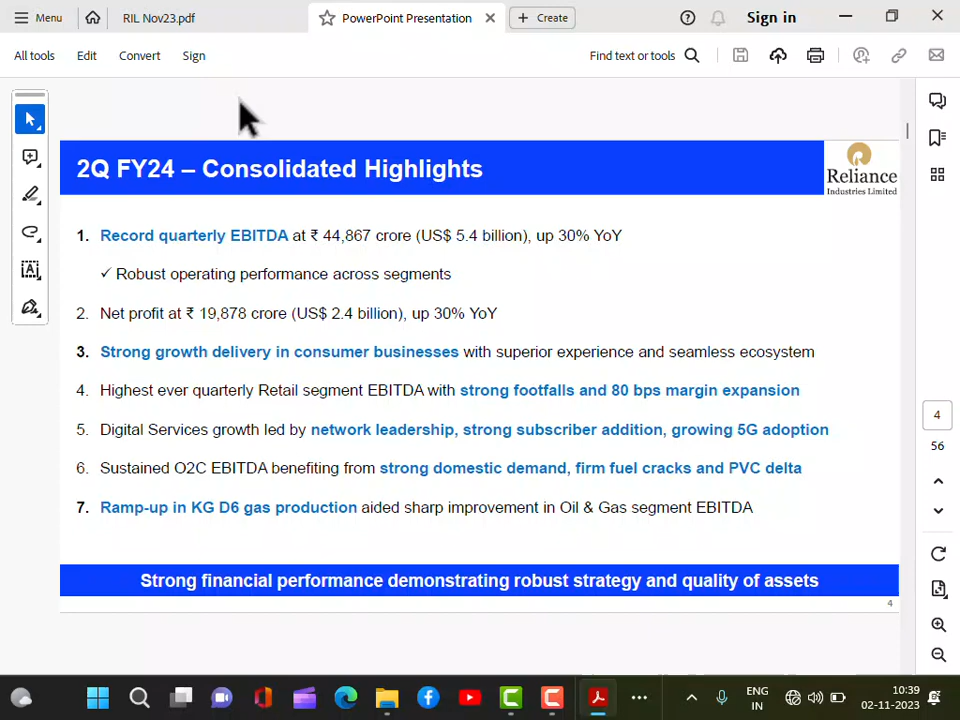 Menu
RIL Nov23.pdf
PowerPoint Presentation
Create
Sign in
All tools
Edit
Convert
Sign
Find text or tools
2Q FY24 – Consolidated Highlights
Reliance
Industries Limited
1. Record quarterly EBITDA at ₹ 44,867 crore (US$ 5.4 billion), up 30% YoY
✓ Robust operating performance across segments
2. Net profit at ₹ 19,878 crore (US$ 2.4 billion), up 30% YoY
3. Strong growth delivery in consumer businesses with superior experience and seamless ecosystem
4. Highest ever quarterly Retail segment EBITDA with strong footfalls and 80 bps margin expansion
5. Digital Services growth led by network leadership, strong subscriber addition, growing 5G adoption
6. Sustained O2C EBITDA benefiting from strong domestic demand, firm fuel cracks and PVC delta
7. Ramp-up in KG D6 gas production aided sharp improvement in Oil & Gas segment EBITDA
Strong financial performance demonstrating robust strategy and quality of assets
4
4
56
ENG
IN
10:39
02-11-2023